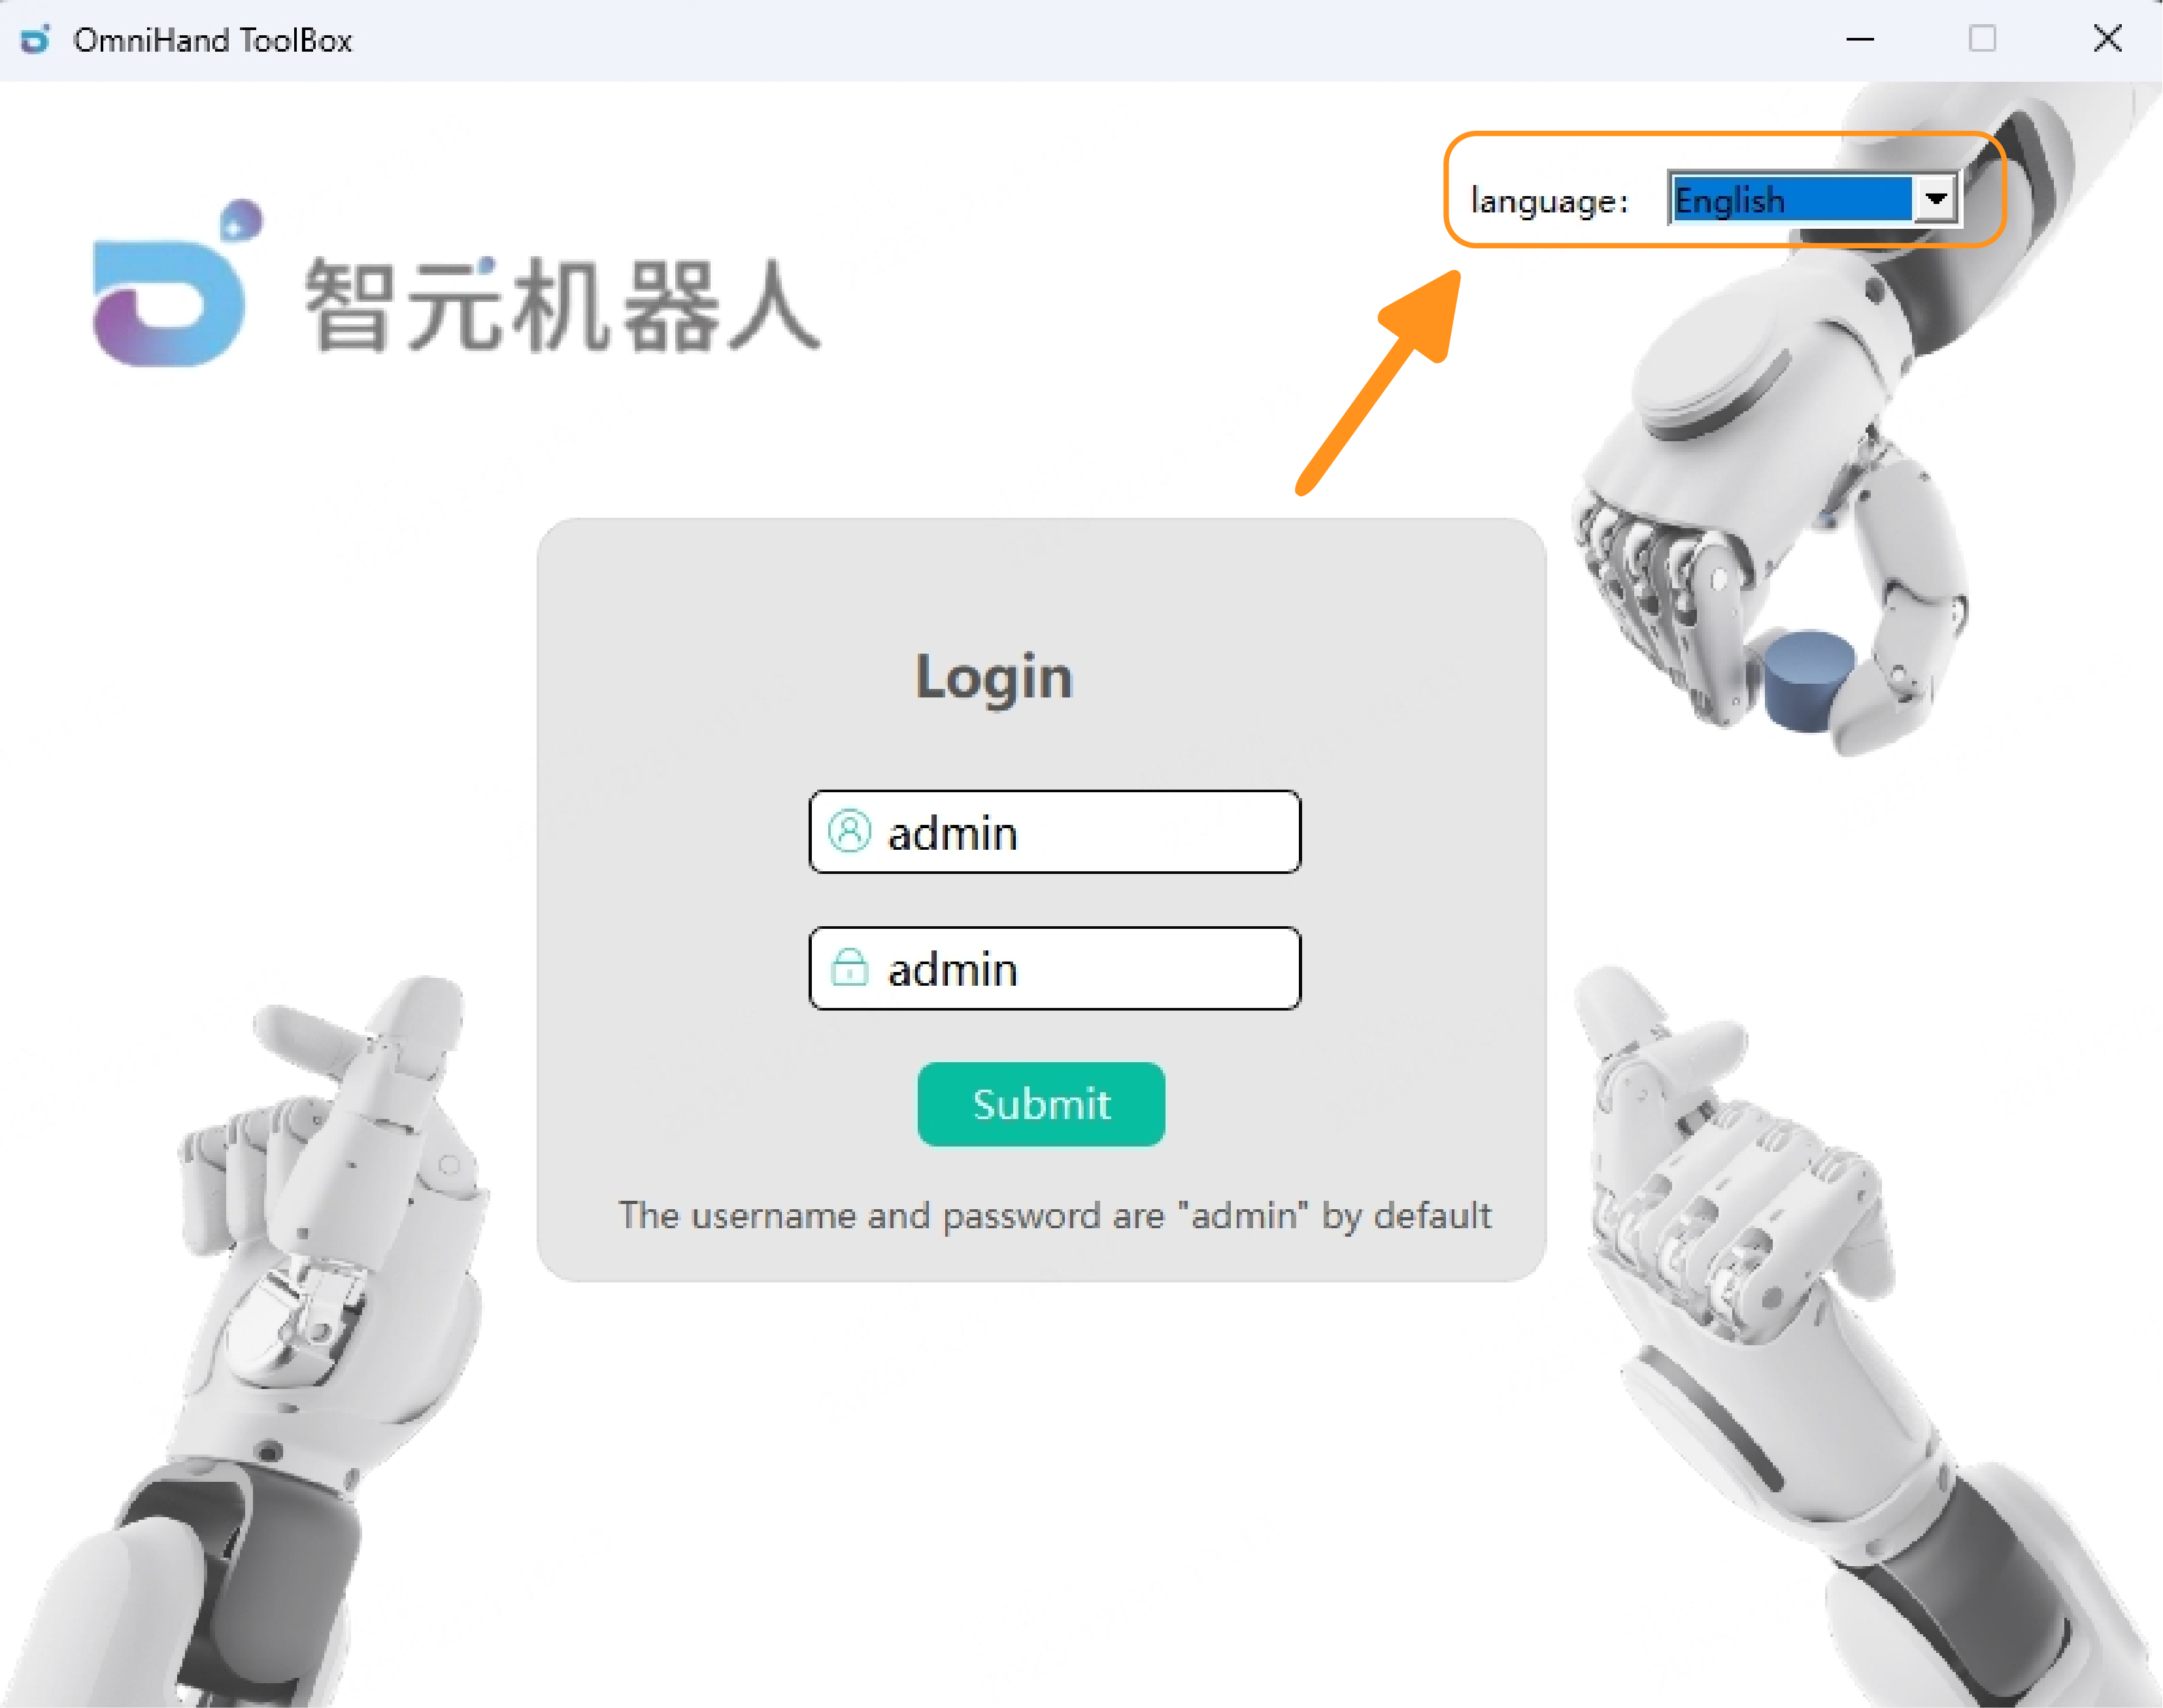 OmniHand ToolBox
language: English
智元机器人
Login
admin
admin
Submit
The username and password are "admin" by default